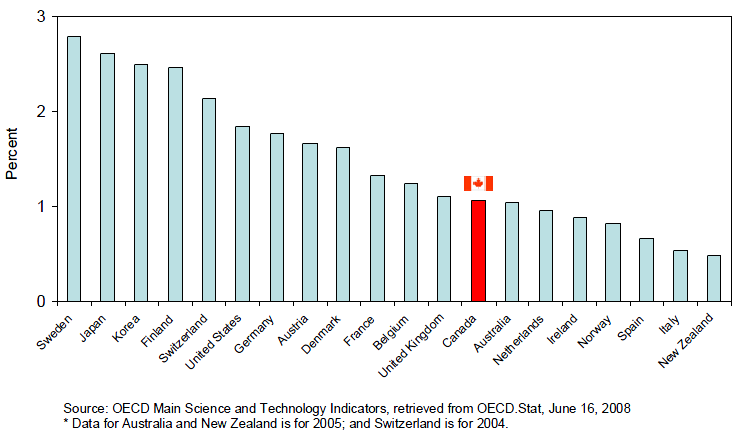 3
2
1
0
Percent
Sweden
Japan
Korea
Finland
Switzerland
United States
Germany
Austria
Denmark
France
Belgium
United Kingdom
Canada
Australia
Netherlands
Ireland
Norway
Spain
Italy
New Zealand
Source: OECD Main Science and Technology Indicators, retrieved from OECD.Stat, June 16, 2008
* Data for Australia and New Zealand is for 2005; and Switzerland is for 2004.